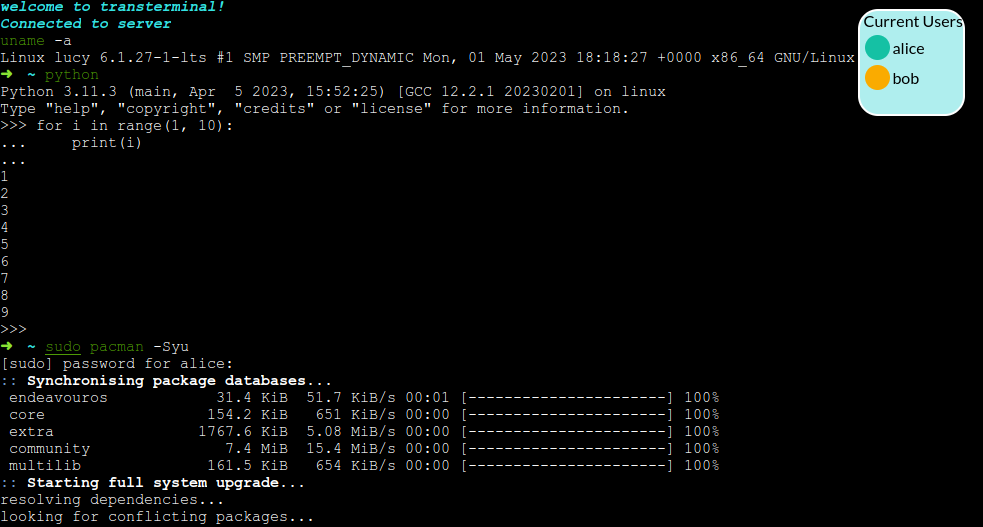 welcome to transterminal!
Connected to server
uname -a
Linux lucy 6.1.27-1-lts #1 SMP PREEMPT_DYNAMIC Mon, 01 May 2023 18:18:27 +0000 x86_64 GNU/Linux
➜  ~ python
Python 3.11.3 (main, Apr  5 2023, 15:52:25) [GCC 12.2.1 20230201] on linux
Type "help", "copyright", "credits" or "license" for more information.
>>> for i in range(1, 10):
...     print(i)
...
1
2
3
4
5
6
7
8
9
>>>
➜  ~ sudo pacman -Syu
[sudo] password for alice:
:: Synchronising package databases...
 endeavouros            31.4 KiB  51.7 KiB/s 00:01 [----------------------] 100%
 core                  154.2 KiB   651 KiB/s 00:00 [----------------------] 100%
 extra                1767.6 KiB  5.08 MiB/s 00:00 [----------------------] 100%
 community               7.4 MiB  15.4 MiB/s 00:00 [----------------------] 100%
 multilib              161.5 KiB   654 KiB/s 00:00 [----------------------] 100%
:: Starting full system upgrade...
resolving dependencies...
looking for conflicting packages...
Current Users
alice
bob